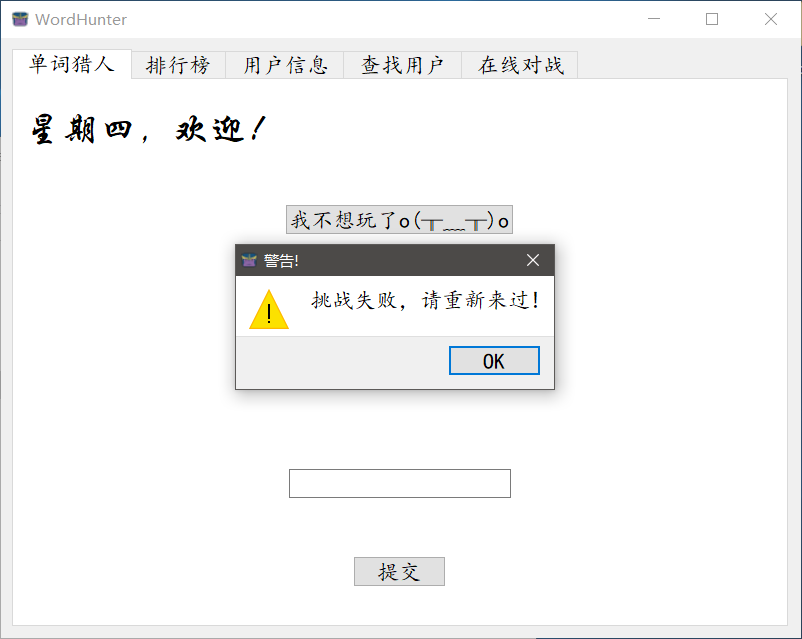 WordHunter
单词猎人 排行榜 用户信息 查找用户 在线对战
星期四，欢迎！
我不想玩了o(╥﹏╥)o
警告!
挑战失败，请重新来过！
OK
提交